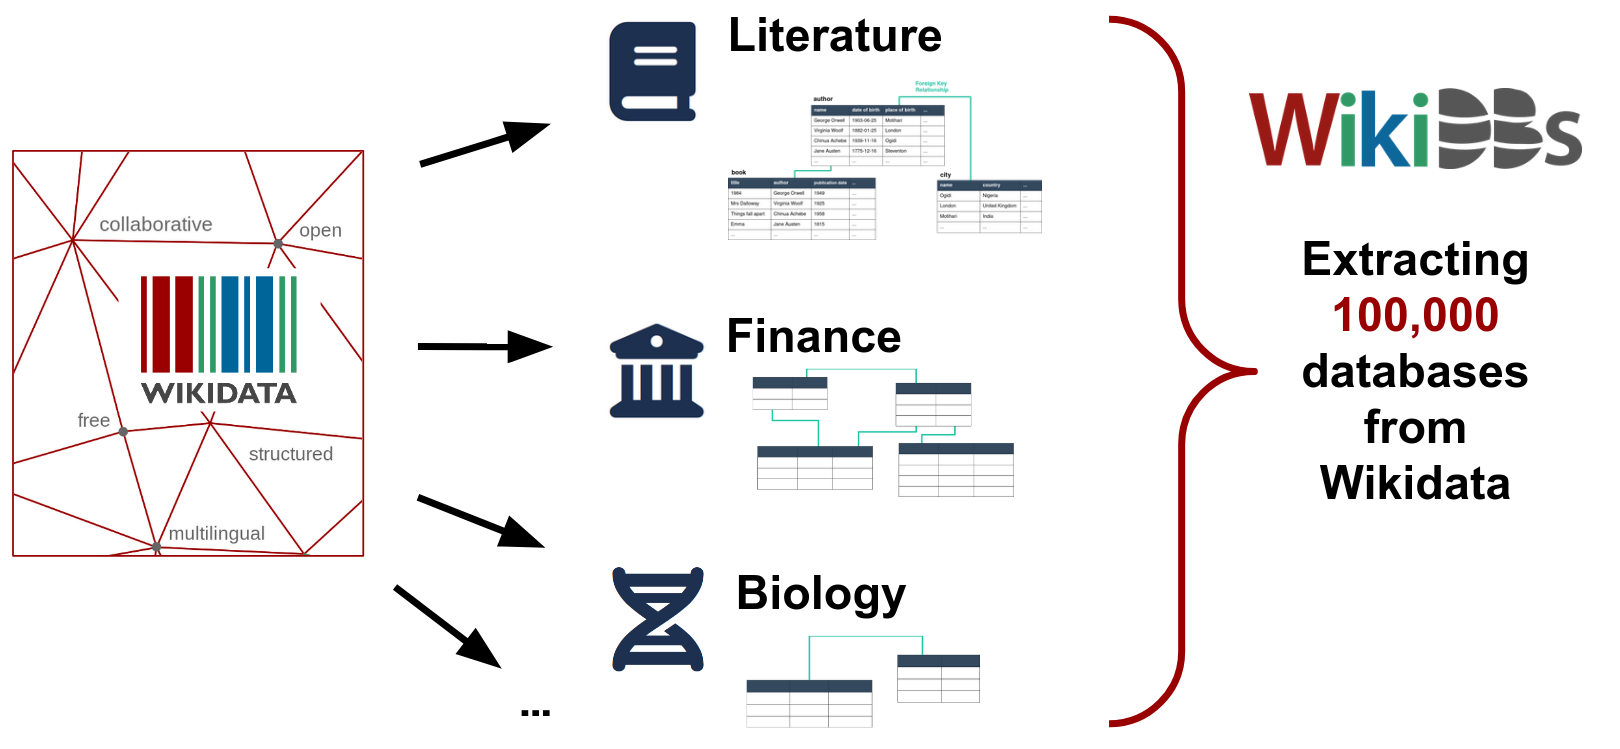 collaborative
open
WIKIDATA
free
structured
multilingual
...
Literature
Foreign Key
Relationship
author
name date of birth place of birth ...
George Orwell 1903-06-25 Motihari ...
Virginia Woolf 1882-01-25 London ...
Chinua Achebe 1939-11-16 Ogidi ...
Jane Austen 1775-12-16 Steventon ...
... ... ... ...
book
title author publication date ...
1984 George Orwell 1949 ...
Mrs Dalloway Virginia Woolf 1925 ...
Things fall apart Chinua Achebe 1958 ...
Emma Jane Austen 1815 ...
... ... ... ...
city
name country ...
Ogidi Nigeria ...
London United Kingdom ...
Motihari India ...
... ... ...
Finance
Biology
WikiDBs
Extracting
100,000
databases
from
Wikidata